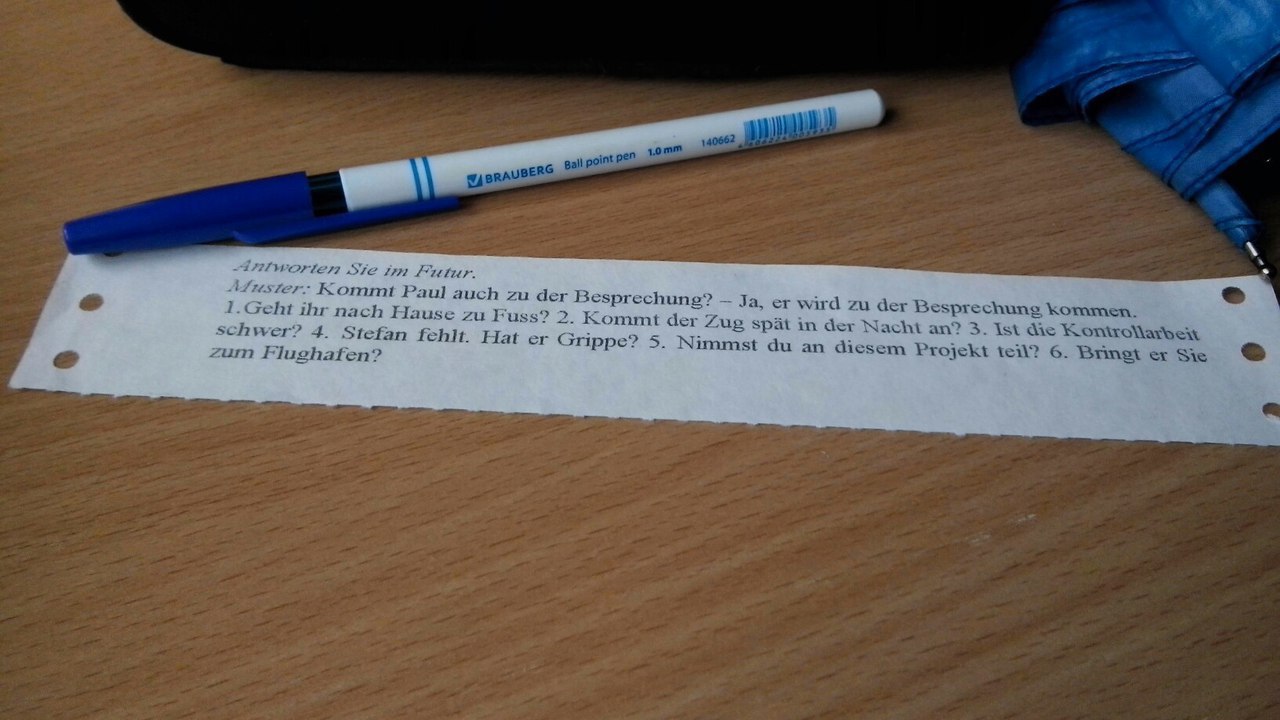 BRAUBERG Ball point pen 1.0 mm 140662
Antworten Sie im Futur.
Muster: Kommt Paul auch zu der Besprechung? – Ja, er wird zu der Besprechung kommen.
1.Geht ihr nach Hause zu Fuss? 2. Kommt der Zug spät in der Nacht an? 3. Ist die Kontrollarbeit
schwer? 4. Stefan fehlt. Hat er Grippe? 5. Nimmst du an diesem Projekt teil? 6. Bringt er Sie
zum Flughafen?